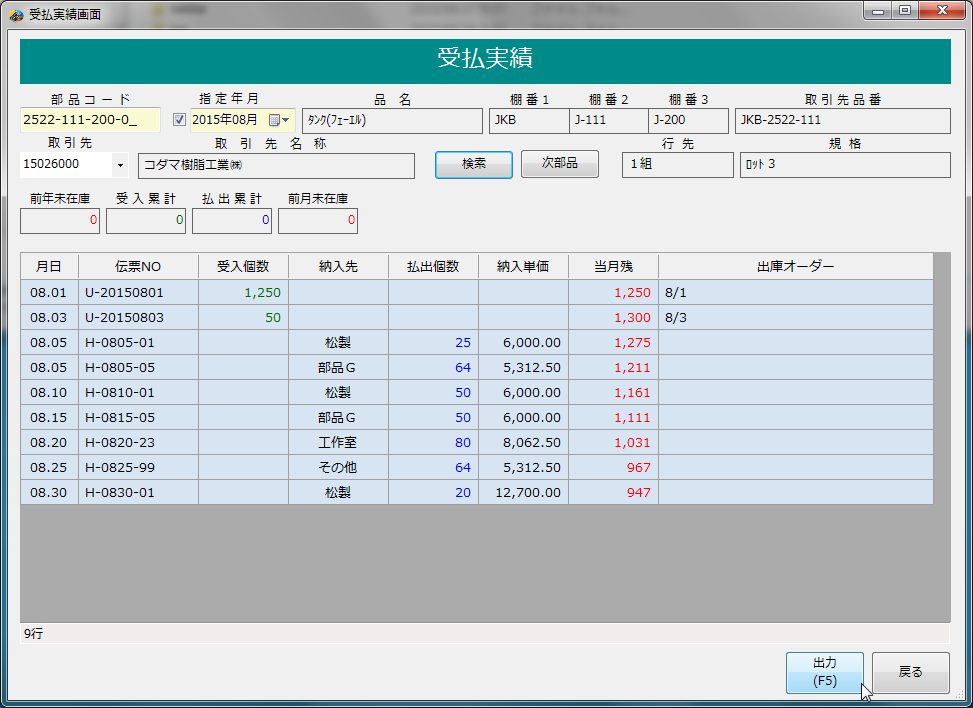 受払実績画面
受払実績
部品コード 指定年月 品 名 棚番1 棚番2 棚番3 取引先品番
2522-111-200-0_ 2015年08月 ﾀﾝｸ(ﾌｭｰｴﾙ) JKB J-111 J-200 JKB-2522-111
取引先 取 引 先 名 称 行先 規格
15026000 コダマ樹脂工業㈱ 検索 次部品 1組 ﾛｯﾄ3
前年末在庫 受入累計 払出累計 前月末在庫
0 0 0 0
月日 伝票NO 受入個数 納入先 払出個数 納入単価 当月残 出庫オーダー
08.01 U-20150801 1,250 1,250 8/1
08.03 U-20150803 50 1,300 8/3
08.05 H-0805-01 松製 25 6,000.00 1,275
08.05 H-0805-05 部品G 64 5,312.50 1,211
08.10 H-0810-01 松製 50 6,000.00 1,161
08.15 H-0815-05 部品G 50 6,000.00 1,111
08.20 H-0820-23 工作室 80 8,062.50 1,031
08.25 H-0825-99 その他 64 5,312.50 967
08.30 H-0830-01 松製 20 12,700.00 947
9行
出力
(F5)
戻る